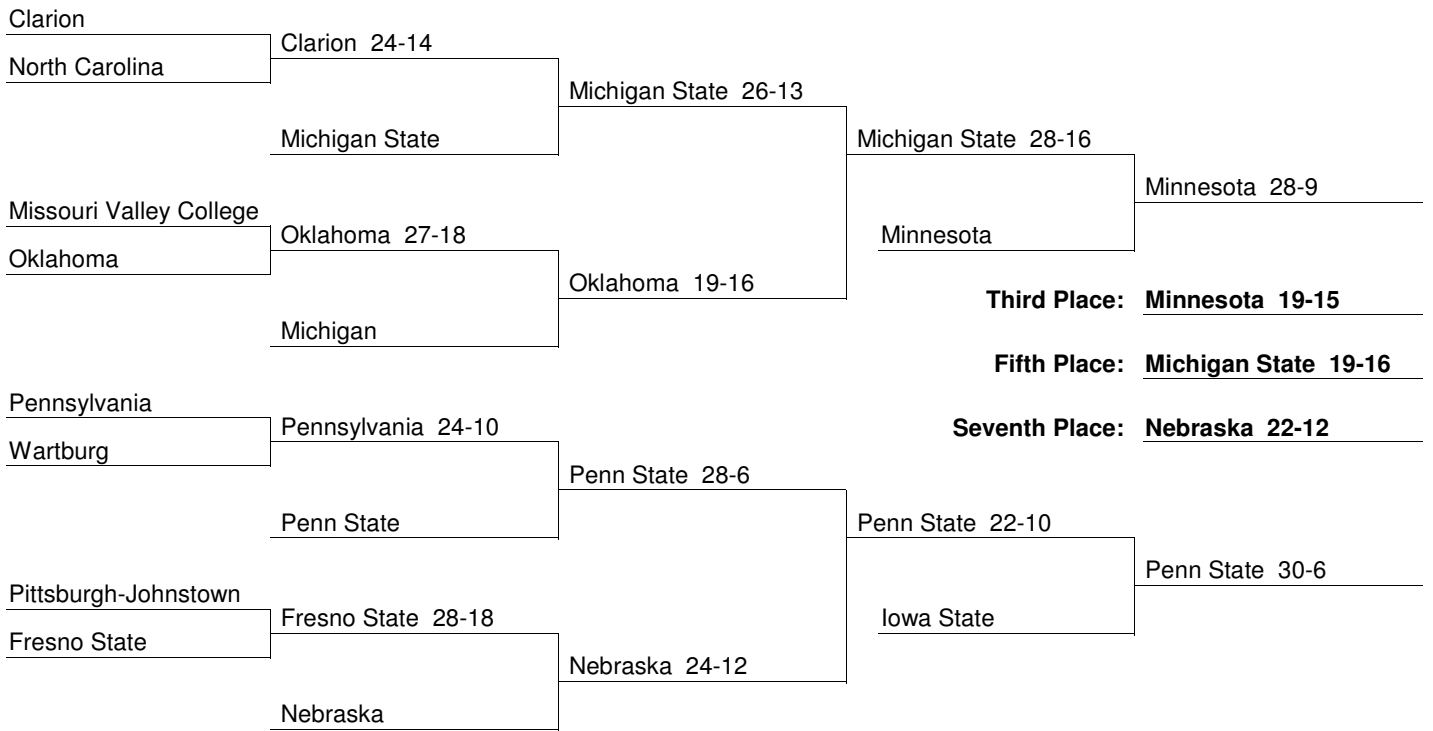 Clarion
Clarion 24-14
North Carolina
Michigan State 26-13
Michigan State
Michigan State 28-16
Minnesota 28-9
Missouri Valley College
Oklahoma 27-18
Minnesota
Oklahoma
Oklahoma 19-16
Third Place: Minnesota 19-15
Michigan
Fifth Place: Michigan State 19-16
Pennsylvania
Pennsylvania 24-10
Seventh Place: Nebraska 22-12
Wartburg
Penn State 28-6
Penn State
Penn State 22-10
Penn State 30-6
Pittsburgh-Johnstown
Fresno State 28-18
Iowa State
Fresno State
Nebraska 24-12
Nebraska